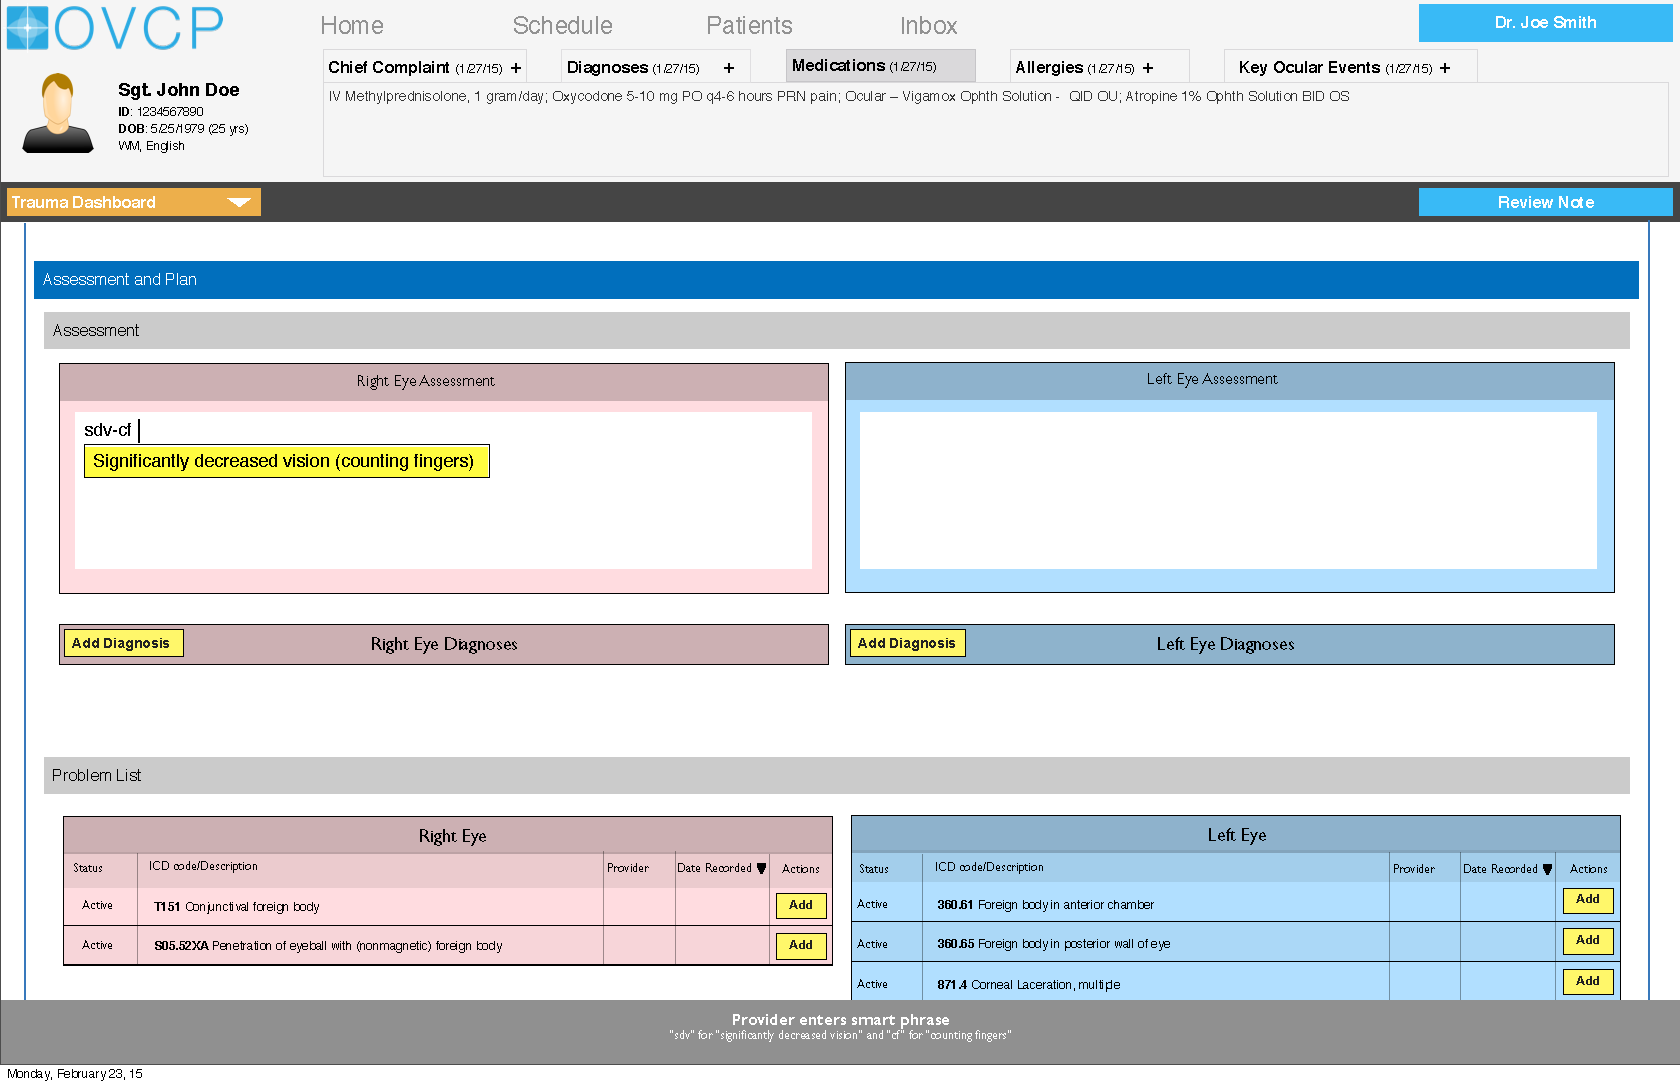 OVCP
Home Schedule Patients Inbox
Dr. Joe Smith
Chief Complaint (1/27/15) + Diagnoses (1/27/15) + Medications (1/27/15) Allergies (1/27/15) + Key Ocular Events (1/27/15) +
Sgt. John Doe
ID: 1234567890
DOB: 5/25/1979 (25 yrs)
WM, English
IV Methylprednisolone, 1 gram/day; Oxycodone 5-10 mg PO q4-6 hours PRN pain; Ocular – Vigamox Ophth Solution - QID OU; Atropine 1% Ophth Solution BID OS
Trauma Dashboard
Review Note
Assessment and Plan
Assessment
Right Eye Assessment
sdv-cf
Significantly decreased vision (counting fingers)
Left Eye Assessment
Add Diagnosis Right Eye Diagnoses
Add Diagnosis Left Eye Diagnoses
Problem List
Right Eye
Status ICD code/Description Provider Date Recorded ▼ Actions
Active T151 Conjunctival foreign body Add
Active S05.52XA Penetration of eyeball with (nonmagnetic) foreign body Add
Left Eye
Status ICD code/Description Provider Date Recorded ▼ Actions
Active 360.61 Foreign body in anterior chamber Add
Active 360.65 Foreign body in posterior wall of eye Add
Active 871.4 Corneal Laceration, multiple Add
Provider enters smart phrase
"sdv" for "significantly decreased vision" and "cf" for "counting fingers"
Monday, February 23, 15